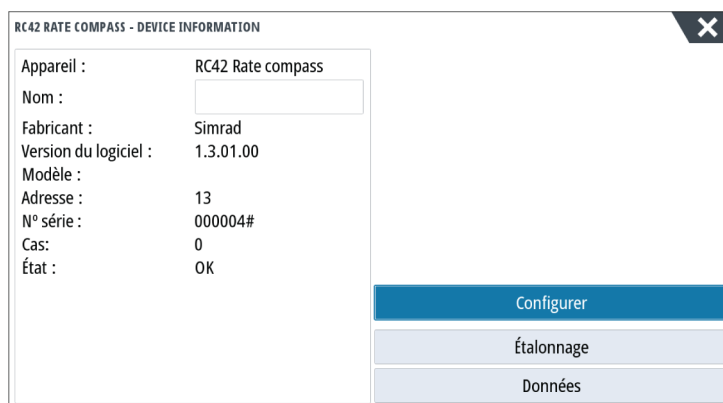 RC42 RATE COMPASS - DEVICE INFORMATION
Appareil : RC42 Rate compass
Nom :
Fabricant : Simrad
Version du logiciel : 1.3.01.00
Modèle :
Adresse : 13
Nº série : 000004#
Cas: 0
État : OK
Configurer
Étalonnage
Données